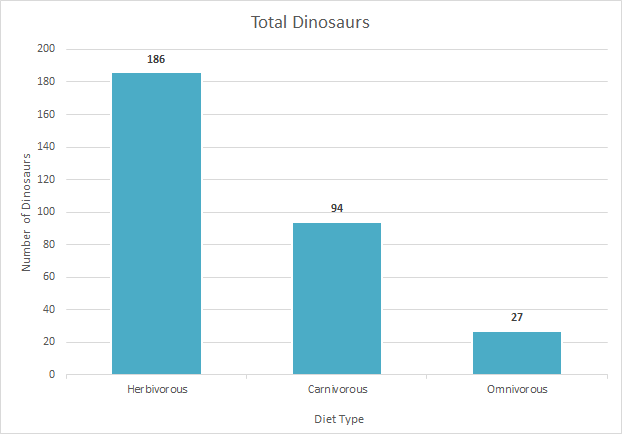 Total Dinosaurs
200
180
160
140
120
100
80
60
40
20
0
Number of Dinosaurs
186
94
27
Herbivorous
Carnivorous
Omnivorous
Diet Type